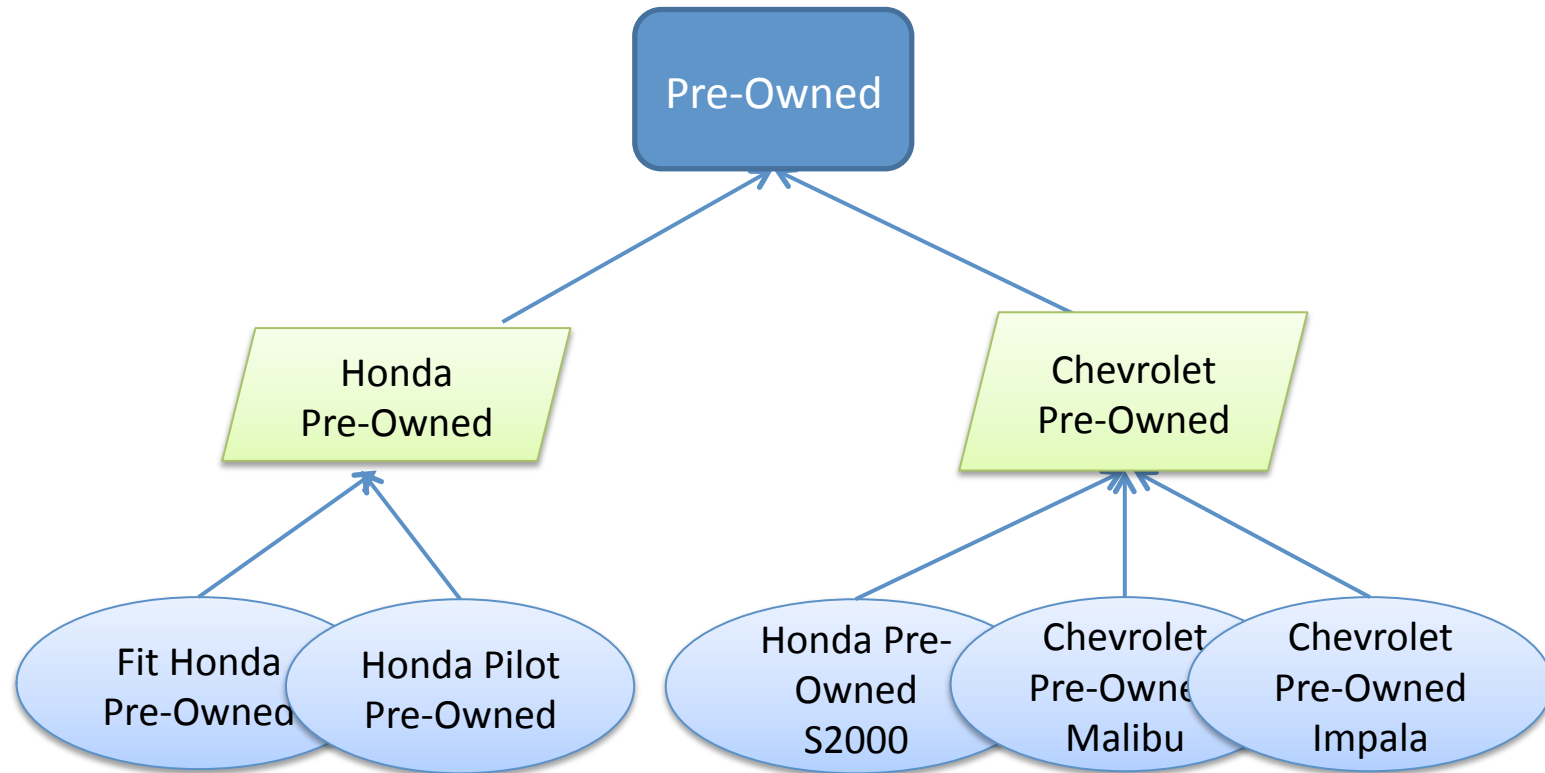 Pre-Owned
Honda
Pre-Owned
Chevrolet
Pre-Owned
Fit Honda
Pre-Owned
Honda Pilot
Pre-Owned
Honda Pre-
Owned
S2000
Chevrolet
Pre-Owned
Malibu
Chevrolet
Pre-Owned
Impala